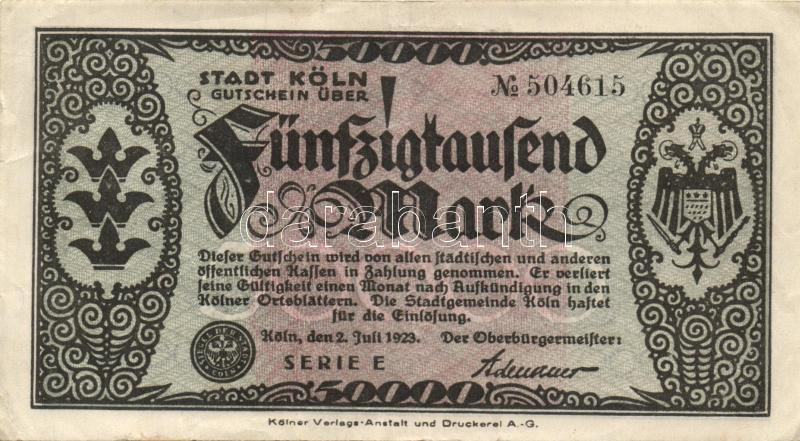 50000
STADT KÖLN
GUTSCHEIN ÜBER
№ 504615
Fünfzigtausend
Mark
darabanth
Dieser Gutschein wird von allen städtischen und anderen
öffentlichen Kassen in Zahlung genommen. Er verliert
seine Gültigkeit einen Monat nach Aufkündigung in den
Kölner Ortsblättern. Die Stadtgemeinde Köln haftet
für die Einlösung.
Köln, den 2. Juli 1923. Der Oberbürgermeister:
SERIE E
Adenauer
50000
Kölner Verlags-Anstalt und Druckerei A.-G.